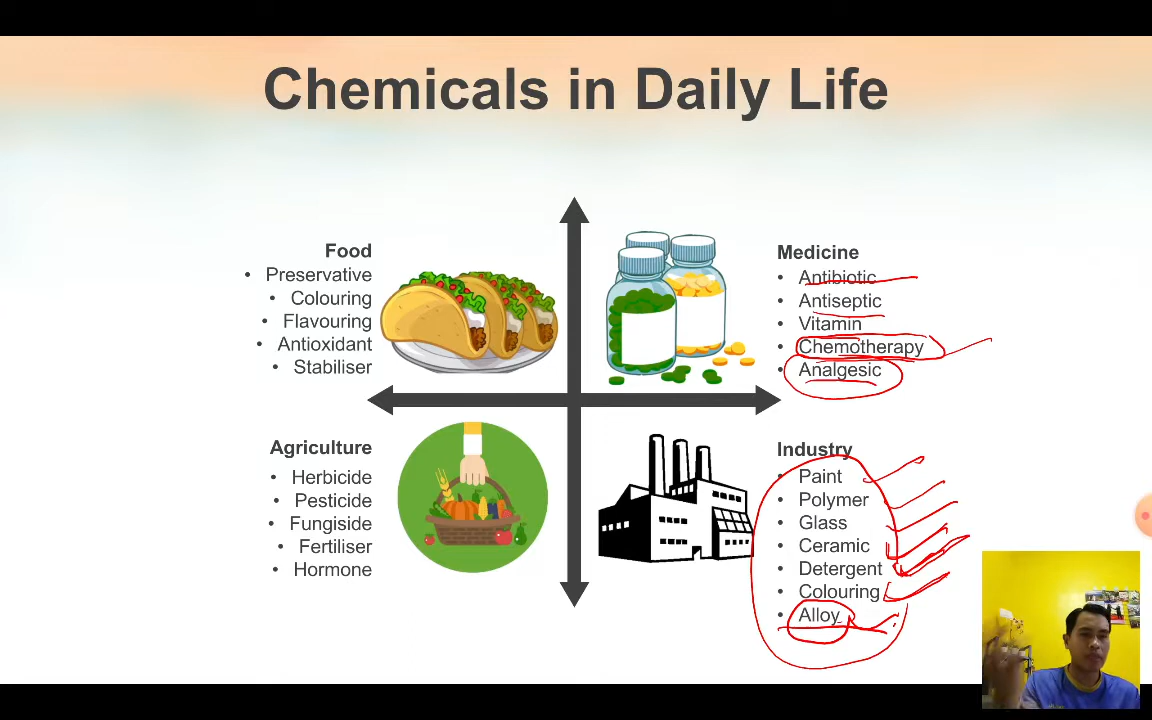 Chemicals in Daily Life
Food
• Preservative
• Colouring
• Flavouring
• Antioxidant
• Stabiliser
Medicine
• Antibiotic
• Antiseptic
• Vitamin
• Chemotherapy
• Analgesic
Agriculture
• Herbicide
• Pesticide
• Fungiside
• Fertiliser
• Hormone
Industry
• Paint
• Polymer
• Glass
• Ceramic
• Detergent
• Colouring
• Alloy